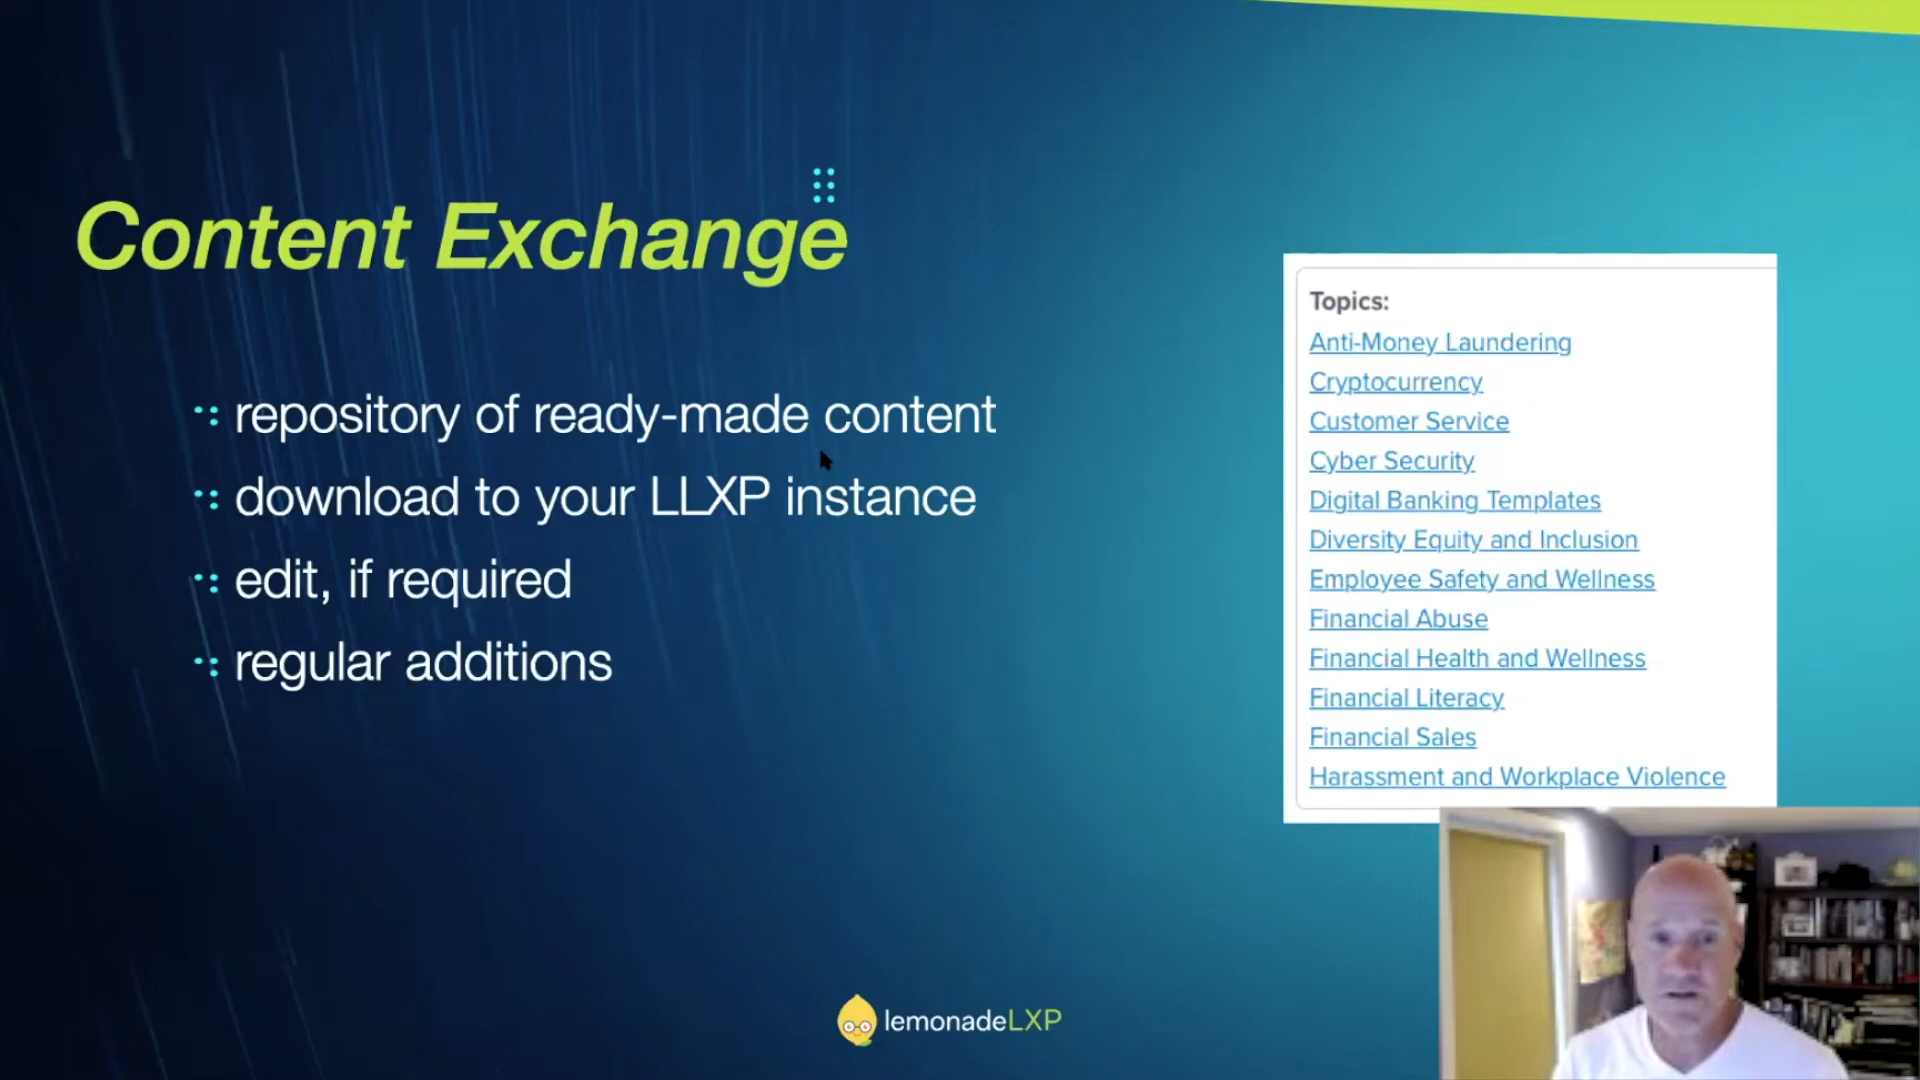 Content Exchange
repository of ready-made content
download to your LLXP instance
edit, if required
regular additions
Topics:
Anti-Money Laundering
Cryptocurrency
Customer Service
Cyber Security
Digital Banking Templates
Diversity Equity and Inclusion
Employee Safety and Wellness
Financial Abuse
Financial Health and Wellness
Financial Literacy
Financial Sales
Harassment and Workplace Violence
lemonadeLXP